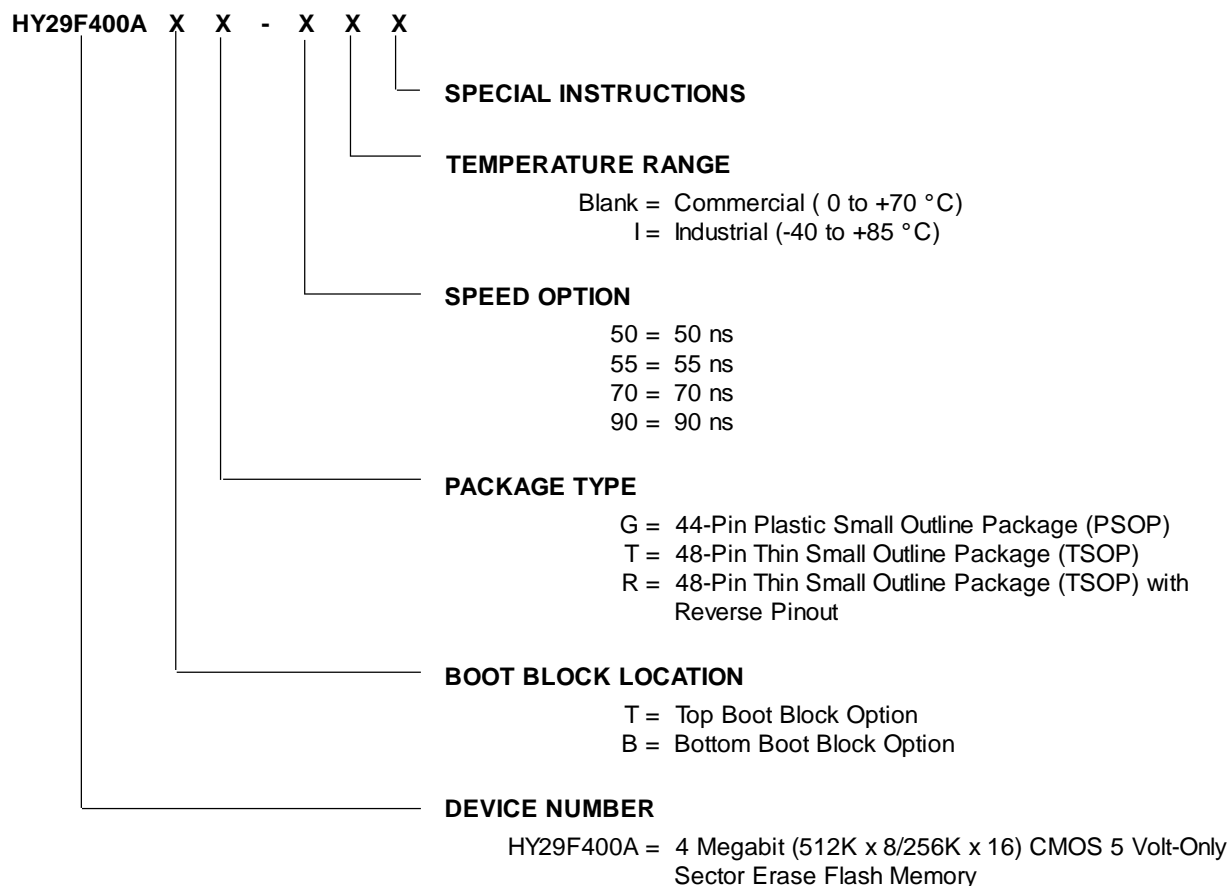 HY29F400A X X - X X X
SPECIAL INSTRUCTIONS
TEMPERATURE RANGE
Blank = Commercial ( 0 to +70 °C)
I = Industrial (-40 to +85 °C)
SPEED OPTION
50 = 50 ns
55 = 55 ns
70 = 70 ns
90 = 90 ns
PACKAGE TYPE
G = 44-Pin Plastic Small Outline Package (PSOP)
T = 48-Pin Thin Small Outline Package (TSOP)
R = 48-Pin Thin Small Outline Package (TSOP) with
Reverse Pinout
BOOT BLOCK LOCATION
T = Top Boot Block Option
B = Bottom Boot Block Option
DEVICE NUMBER
HY29F400A = 4 Megabit (512K x 8/256K x 16) CMOS 5 Volt-Only
Sector Erase Flash Memory